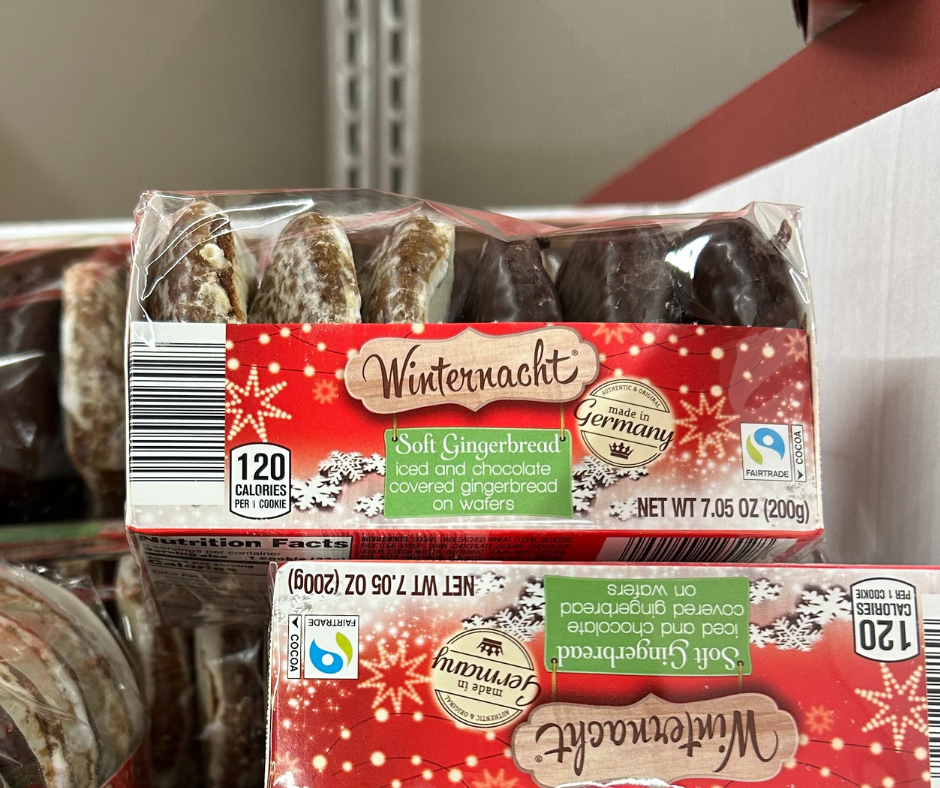 Winternacht®
AUTHENTIC & ORIGINAL
made in
Germany
Soft Gingerbread
iced and chocolate
covered gingerbread
on wafers
120
CALORIES
PER 1 COOKIE
FAIRTRADE
COCOA
NET WT 7.05 OZ (200g)
Nutrition Facts
NET WT 7.05 OZ (200g)
120
CALORIES
PER 1 COOKIE
Soft Gingerbread
iced and chocolate
covered gingerbread
on wafers
FAIRTRADE
COCOA
AUTHENTIC & ORIGINAL
made in
Germany
Winternacht®